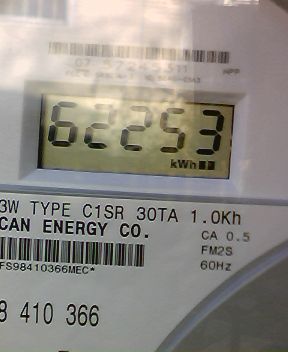 62253
kWh
3W TYPE C1SR 30TA 1.0Kh
CAN ENERGY CO.
CA 0.5
FM2S
60Hz
FS98410366MEC*
8 410 366